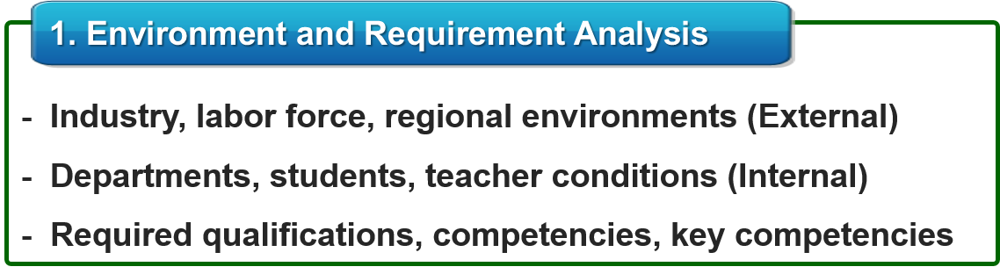 1. Environment and Requirement Analysis
- Industry, labor force, regional environments (External)
- Departments, students, teacher conditions (Internal)
- Required qualifications, competencies, key competencies